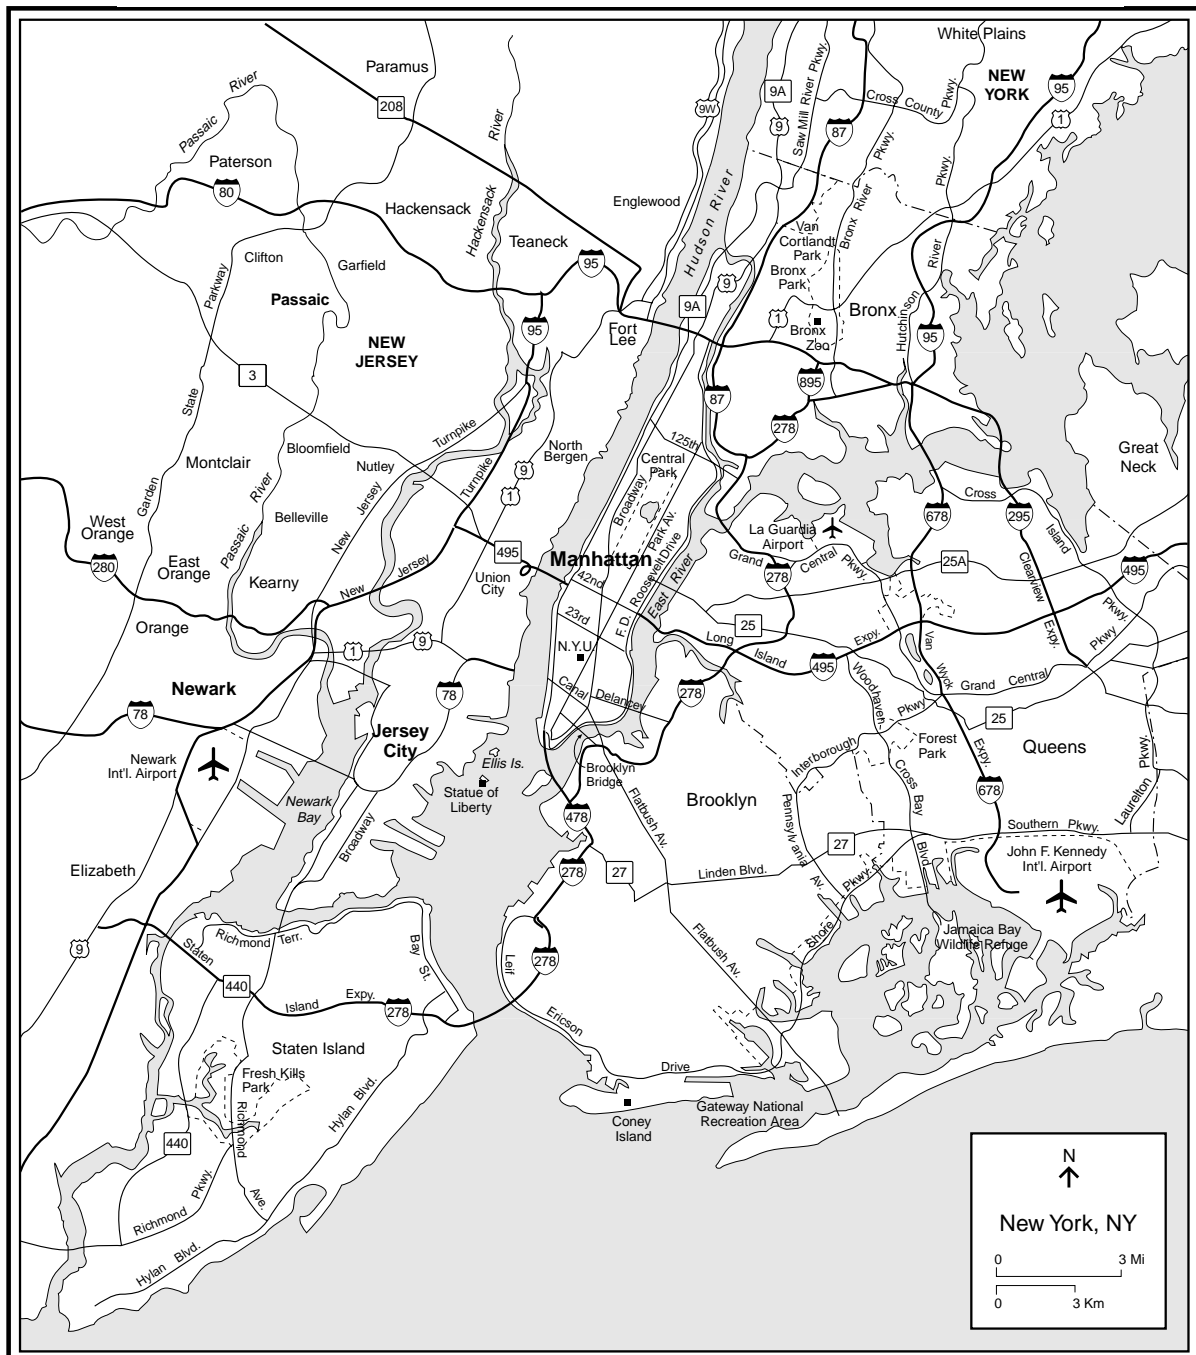 White Plains
NEW
YORK
Paramus
208
Passaic
River
River
9W
9A
9
Saw Mill River Pkwy.
Cross County
Pkwy.
95
1
87
Pkwy.
Paterson
80
Hackensack
Hackensack
Englewood
Hudson River
Bronx River
Pkwy.
Teaneck
Van
Cortlandt
Park
Clifton
Garfield
Parkway
95
9
Bronx
Park
River
Passaic
9A
1
Bronx
Hutchinson
95
Fort
Lee
Bronx
Zoo
95
NEW
JERSEY
3
State
87
895
278
Turnpike
125th
Bloomfield
North
Bergen
Central
Park
Great
Neck
Montclair
Nutley
Turnpike
9
1
Broadway
Cross
Garden
River
Jersey
Belleville
Park Av.
La Guardia
Airport
678
295
Island
West
Orange
Passaic
New
495
Manhattan
Grand
Central
Pkwy.
25A
495
280
East
Orange
Kearny
New
Jersey
Union
City
42nd
F.D. Roosevelt Drive
East River
278
Clearview
Expy.
Orange
23rd
25
Pkwy.
Pkwy.
1
9
N.Y.U.
Long
Island
Expy.
495
Van
Wyck
Expy.
Newark
78
78
Canal
Delancey
278
Woodhaven
Grand Central
Pkwy
25
Jersey
City
Interborough
Forest
Park
Queens
Newark
Int'l. Airport
Ellis Is.
Brooklyn
Bridge
Cross Bay
Blvd.
Pkwy.
Laurelton
Statue of
Liberty
Newark
Bay
Flatbush Av.
Brooklyn
Pennsylvania Av.
678
478
Broadway
27
Southern Pkwy.
Elizabeth
278
27
Linden Blvd.
John F. Kennedy
Int'l. Airport
Shore
Pkwy.
9
Staten
Richmond Terr.
Bay
St.
Leif
278
Flatbush Av.
Jamaica Bay
Wildlife Refuge
440
Island
Expy.
278
Ericson
Staten Island
Drive
Fresh Kills
Park
Hylan Blvd.
Coney
Island
Gateway National
Recreation Area
Richmond
Ave.
440
Richmond
Pkwy.
Hylan Blvd.
N
New York, NY
0 3 Mi
0 3 Km